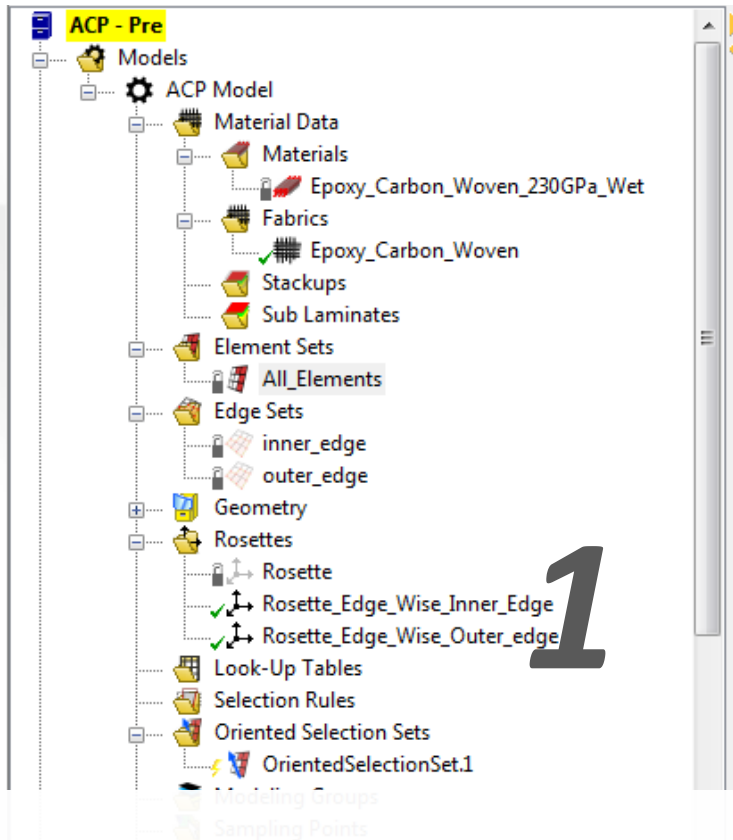 ACP - Pre
Models
ACP Model
Material Data
Materials
Epoxy_Carbon_Woven_230GPa_Wet
Fabrics
Epoxy_Carbon_Woven
Stackups
Sub Laminates
Element Sets
All_Elements
Edge Sets
inner_edge
outer_edge
Geometry
Rosettes
Rosette
Rosette_Edge_Wise_Inner_Edge
Rosette_Edge_Wise_Outer_edge
1
Look-Up Tables
Selection Rules
Oriented Selection Sets
OrientedSelectionSet.1
Modeling Groups
Sampling Points